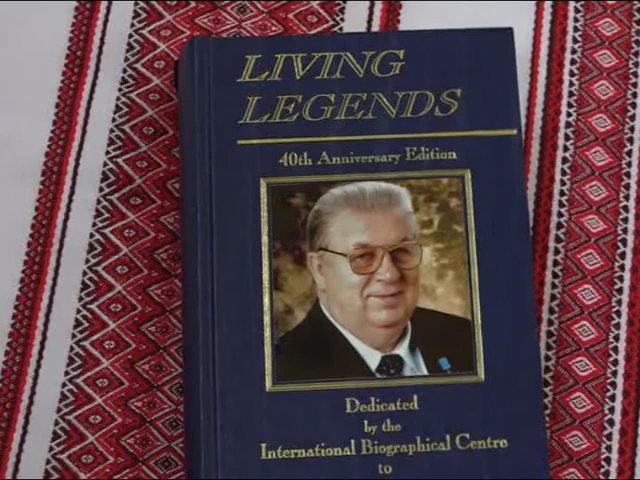 LIVING
LEGENDS
40th Anniversary Edition
Dedicated
by the
International Biographical Centre
to